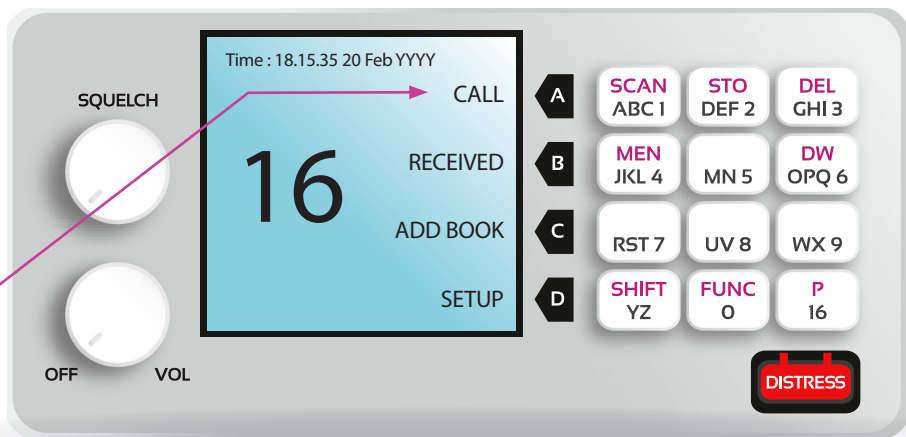 Time : 18.15.35 20 Feb YYYY
SQUELCH
CALL
A
16
RECEIVED
B
ADD BOOK
C
SETUP
D
OFF VOL
SCAN STO DEL
ABC 1 DEF 2 GHI 3
MEN DW
JKL 4 MN 5 OPQ 6
RST 7 UV 8 WX 9
SHIFT FUNC P
YZ 0 16
DISTRESS